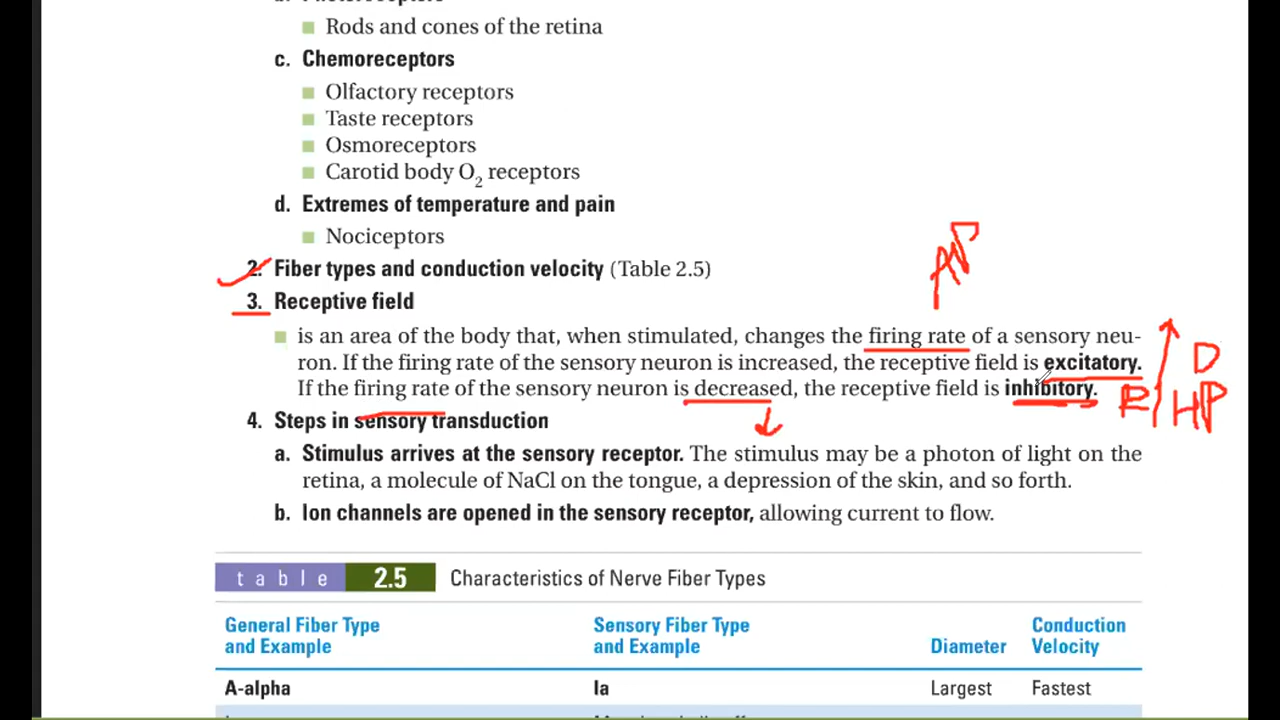 ■ Rods and cones of the retina
c. Chemoreceptors
■ Olfactory receptors
■ Taste receptors
■ Osmoreceptors
■ Carotid body O₂ receptors
d. Extremes of temperature and pain
■ Nociceptors
2. Fiber types and conduction velocity (Table 2.5)
3. Receptive field
■ is an area of the body that, when stimulated, changes the firing rate of a sensory neu-
ron. If the firing rate of the sensory neuron is increased, the receptive field is excitatory.
If the firing rate of the sensory neuron is decreased, the receptive field is inhibitory.
D
HP
4. Steps in sensory transduction
a. Stimulus arrives at the sensory receptor. The stimulus may be a photon of light on the
retina, a molecule of NaCl on the tongue, a depression of the skin, and so forth.
b. Ion channels are opened in the sensory receptor, allowing current to flow.
table 2.5 Characteristics of Nerve Fiber Types
General Fiber Type and Example
Sensory Fiber Type and Example
Diameter
Conduction Velocity
A-alpha Ia Largest Fastest